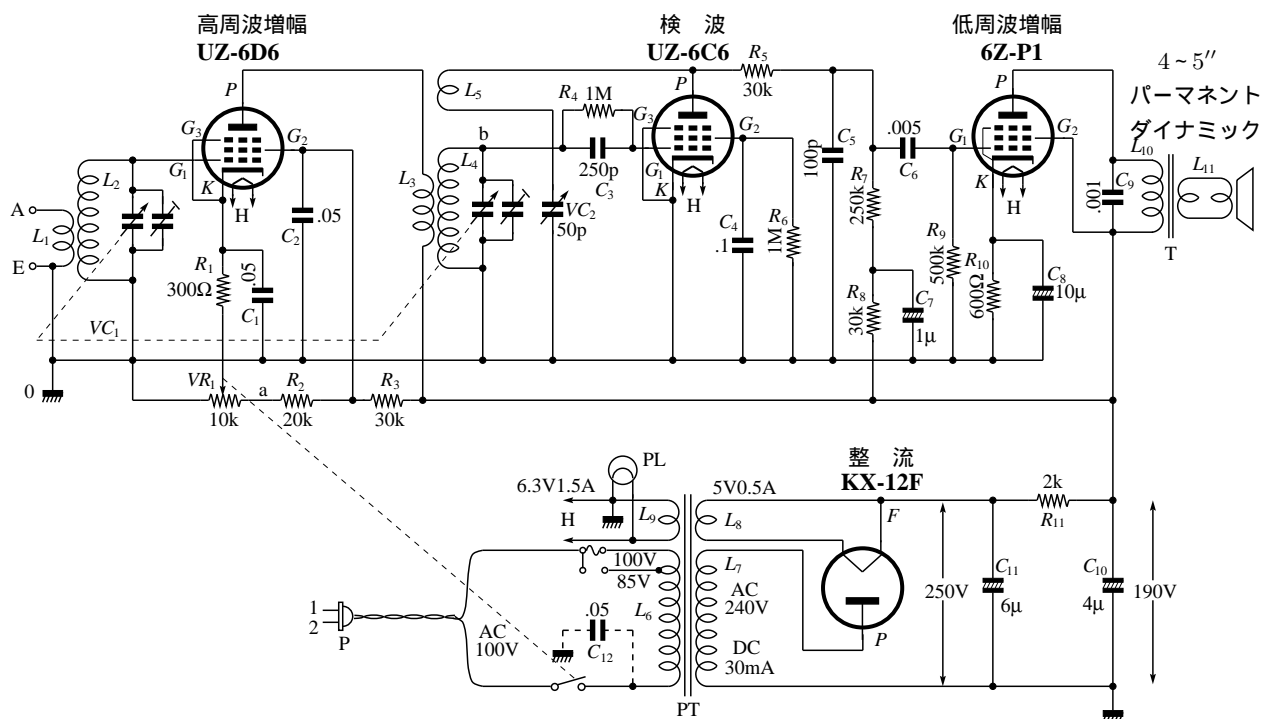 高周波増幅
UZ-6D6
検 波
UZ-6C6
低周波増幅
6Z-P1
4~5″
パーマネント
ダイナミック
P
G3
G2
G1
K
H
L2
A
L1
E
R1
300Ω
.05
C1
C2
.05
VC1
0
VR1
10k
a
R2
20k
R3
30k
L3
L5
L4
b
R4
1M
250p
C3
VC2
50p
P
G3
G2
G1
K
H
R5
30k
C4
.1
R6
1M
C5
100p
.005
C6
R7
250k
R8
30k
C7
1μ
R9
500k
P
G1
G2
K
H
R10
600Ω
C8
10μ
C9
.001
L10
L11
T
整 流
KX-12F
PL
6.3V1.5A
H
L9
5V0.5A
L8
F
P
100V
85V
L6
L7
AC
240V
DC
30mA
PT
1
2
P
AC
100V
.05
C12
250V
C11
6μ
2k
R11
C10
4μ
190V